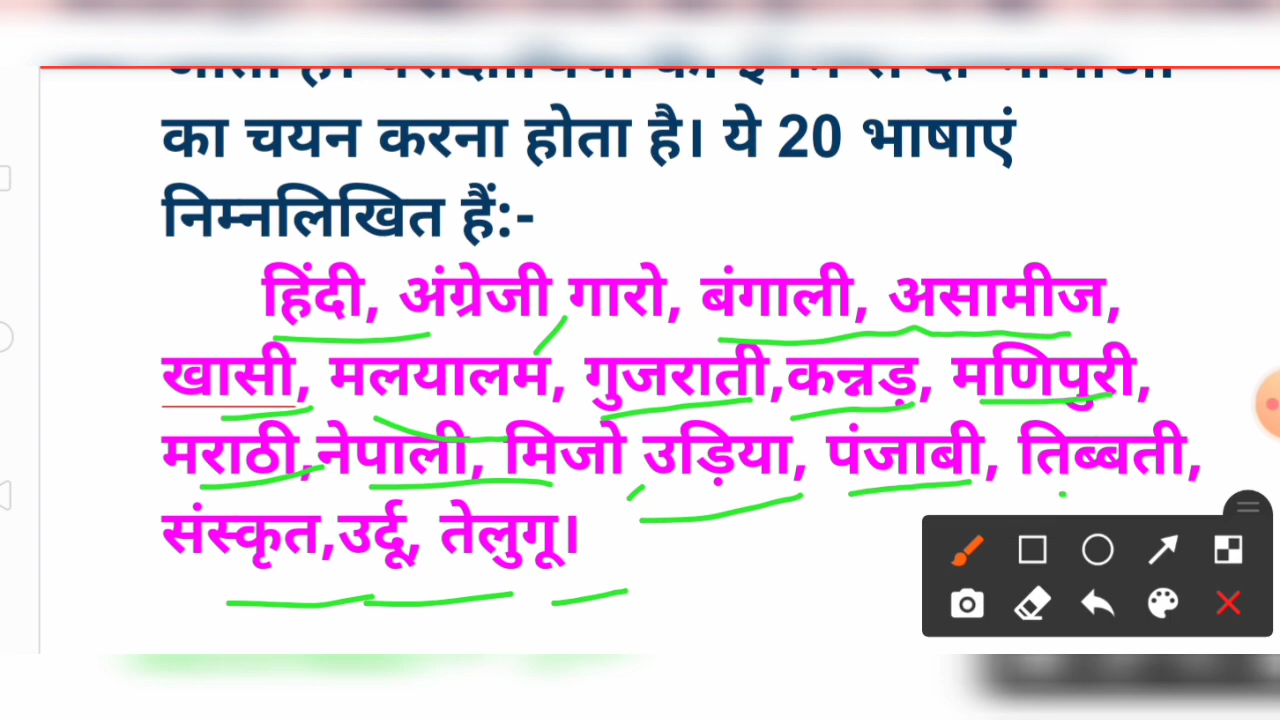 का चयन करना होता है। ये 20 भाषाएं
निम्नलिखित हैं:-
हिंदी, अंग्रेजी गारो, बंगाली, असामीज,
खासी, मलयालम, गुजराती,कन्नड़, मणिपुरी,
मराठी,नेपाली, मिजो उड़िया, पंजाबी, तिब्बती,
संस्कृत,उर्दू, तेलुगू।